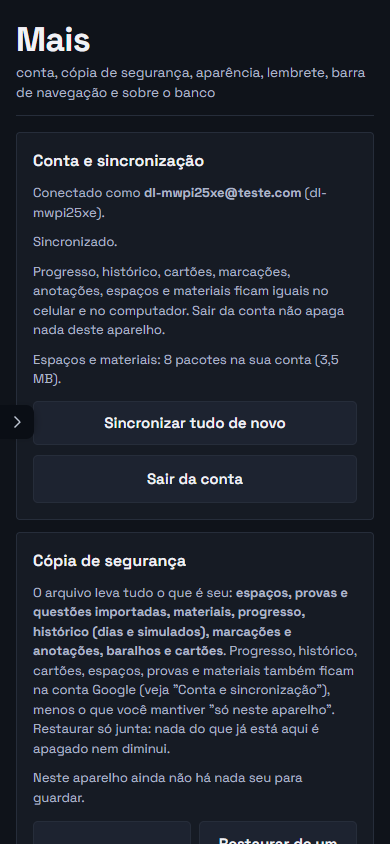 Mais
conta, cópia de segurança, aparência, lembrete, barra
de navegação e sobre o banco
Conta e sincronização
Conectado como dl-mwpi25xe@teste.com (dl-
mwpi25xe).
Sincronizado.
Progresso, histórico, cartões, marcações,
anotações, espaços e materiais ficam iguais no
celular e no computador. Sair da conta não apaga
nada deste aparelho.
Espaços e materiais: 8 pacotes na sua conta (3,5
MB).
Sincronizar tudo de novo
Sair da conta
Cópia de segurança
O arquivo leva tudo o que é seu: espaços, provas e
questões importadas, materiais, progresso,
histórico (dias e simulados), marcações e
anotações, baralhos e cartões. Progresso, histórico,
cartões, espaços, provas e materiais também ficam
na conta Google (veja "Conta e sincronização"),
menos o que você mantiver "só neste aparelho".
Restaurar só junta: nada do que já está aqui é
apagado nem diminui.
Neste aparelho ainda não há nada seu para
guardar.
Restaurar de um